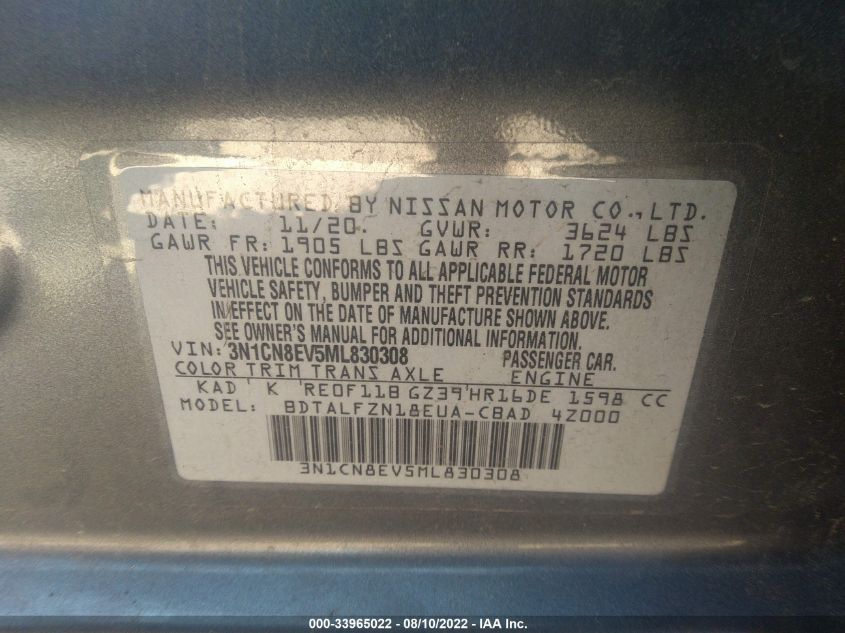 MANUFACTURED BY NISSAN MOTOR CO., LTD.
DATE: 11/20 GVWR: 3624 LBS
GAWR FR: 1905 LBS GAWR RR: 1720 LBS
THIS VEHICLE CONFORMS TO ALL APPLICABLE FEDERAL MOTOR
VEHICLE SAFETY, BUMPER AND THEFT PREVENTION STANDARDS
IN EFFECT ON THE DATE OF MANUFACTURE SHOWN ABOVE.
SEE OWNER'S MANUAL FOR ADDITIONAL INFORMATION.
VIN: 3N1CN8EV5ML830308 PASSENGER CAR.
COLOR TRIM TRANS AXLE ENGINE
KAD K RE0F11B GZ39 HR16DE 1598 CC
MODEL: BDTALFZN18EUA-CBAD 4Z000
3N1CN8EV5ML830308
000-33965022 - 08/10/2022 - IAA Inc.